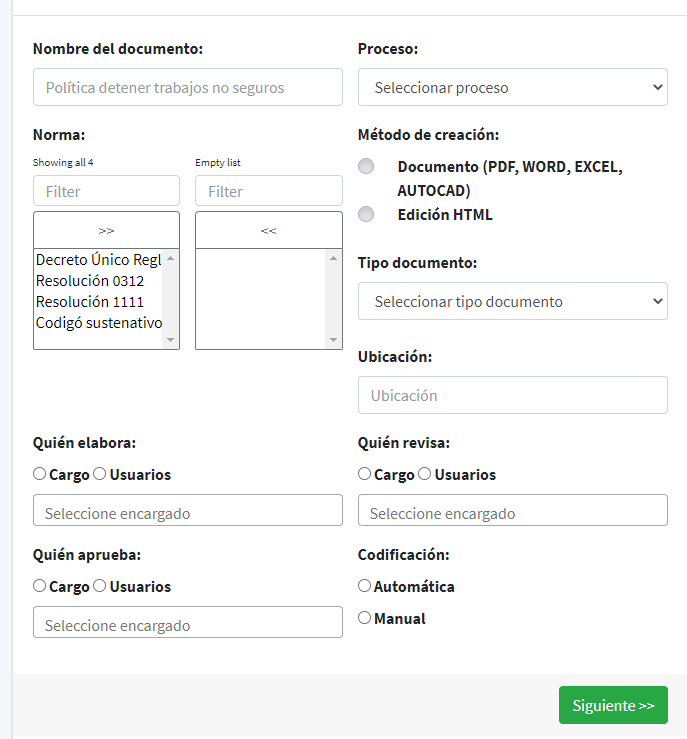 Nombre del documento:
Política detener trabajos no seguros
Proceso:
Seleccionar proceso
Norma:
Showing all 4
Filter
>>
Decreto Único Regl
Resolución 0312
Resolución 1111
Codigó sustenativo
Empty list
Filter
<<
Método de creación:
Documento (PDF, WORD, EXCEL,
AUTOCAD)
Edición HTML
Tipo documento:
Seleccionar tipo documento
Ubicación:
Ubicación
Quién elabora:
Cargo Usuarios
Seleccione encargado
Quién revisa:
Cargo Usuarios
Seleccione encargado
Quién aprueba:
Cargo Usuarios
Seleccione encargado
Codificación:
Automática
Manual
Siguiente >>